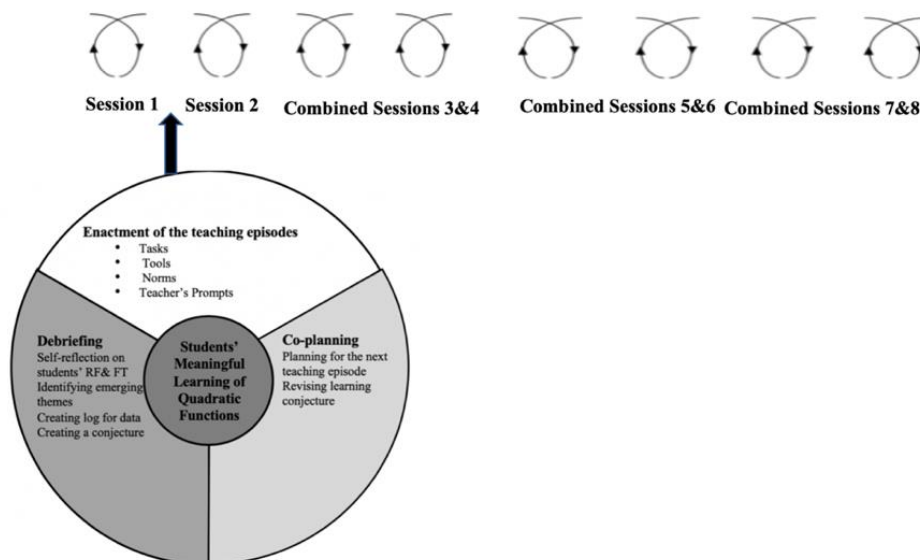 Session 1
Session 2
Combined Sessions 3&4
Combined Sessions 5&6
Combined Sessions 7&8
Enactment of the teaching episodes
• Tasks
• Tools
• Norms
• Teacher's Prompts
Debriefing
Self-reflection on
students' RF& FT
Identifying emerging
themes
Creating log for data
Creating a conjecture
Students'
Meaningful
Learning of
Quadratic
Functions
Co-planning
Planning for the next
teaching episode
Revising learning
conjecture